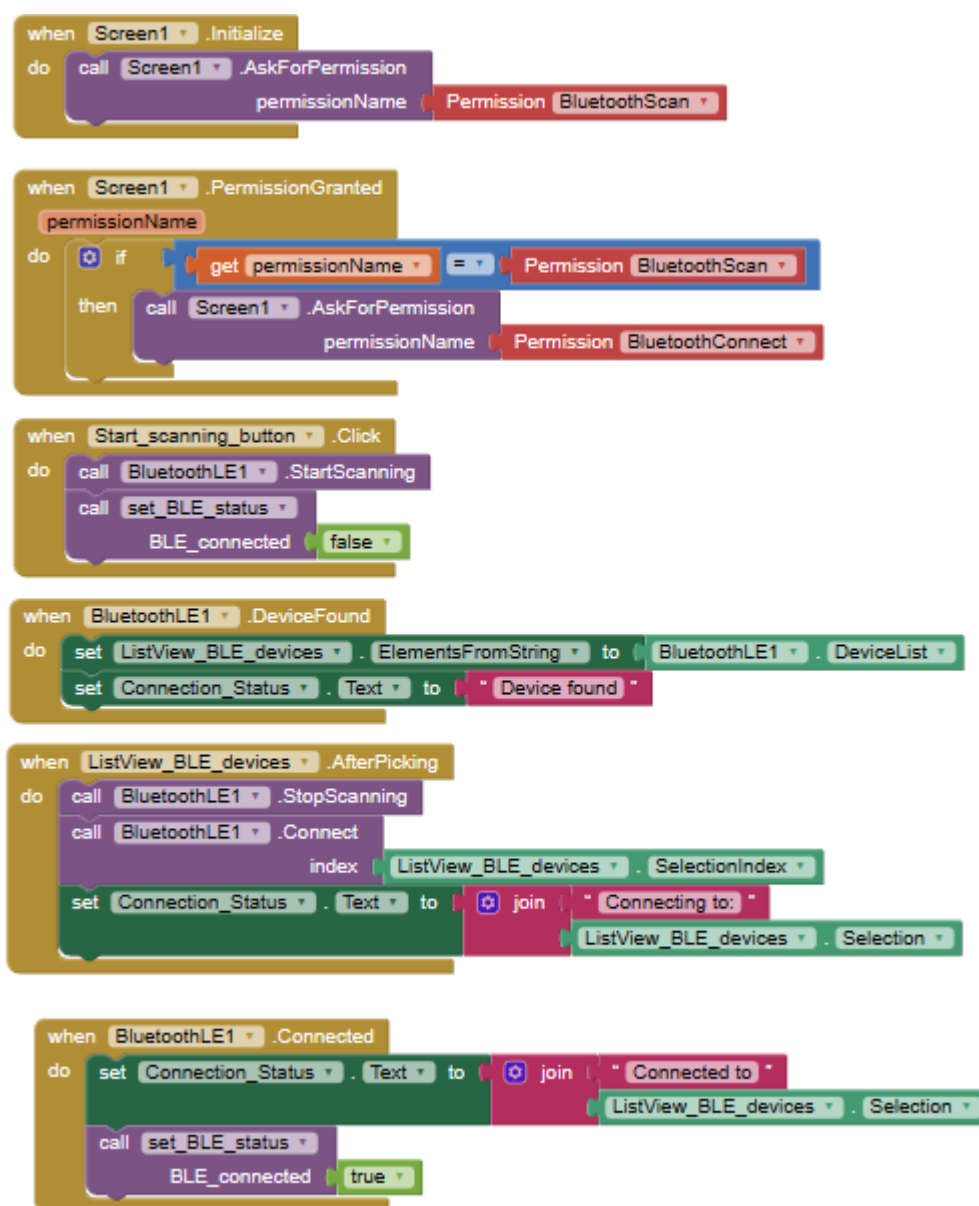 when Screen1 .Initialize
do call Screen1 .AskForPermission
permissionName Permission BluetoothScan
when Screen1 .PermissionGranted
permissionName
do if get permissionName = Permission BluetoothScan
then call Screen1 .AskForPermission
permissionName Permission BluetoothConnect
when Start_scanning_button .Click
do call BluetoothLE1 .StartScanning
call set_BLE_status
BLE_connected false
when BluetoothLE1 .DeviceFound
do set ListView_BLE_devices . ElementsFromString to BluetoothLE1 . DeviceList
set Connection_Status . Text to " Device found "
when ListView_BLE_devices .AfterPicking
do call BluetoothLE1 .StopScanning
call BluetoothLE1 .Connect
index ListView_BLE_devices . SelectionIndex
set Connection_Status . Text to join " Connecting to: "
ListView_BLE_devices . Selection
when BluetoothLE1 .Connected
do set Connection_Status . Text to join " Connected to "
ListView_BLE_devices . Selection
call set_BLE_status
BLE_connected true